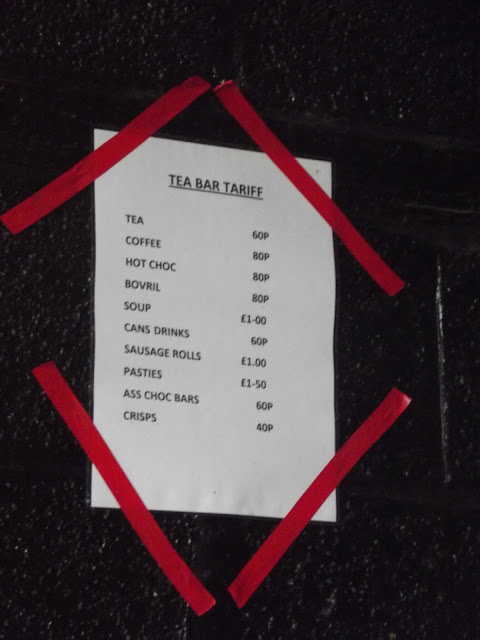 TEA BAR TARIFF
TEA 60P
COFFEE 80P
HOT CHOC 80P
BOVRIL 80P
SOUP £1-00
CANS DRINKS 60P
SAUSAGE ROLLS £1.00
PASTIES £1-50
ASS CHOC BARS 60P
CRISPS 40P